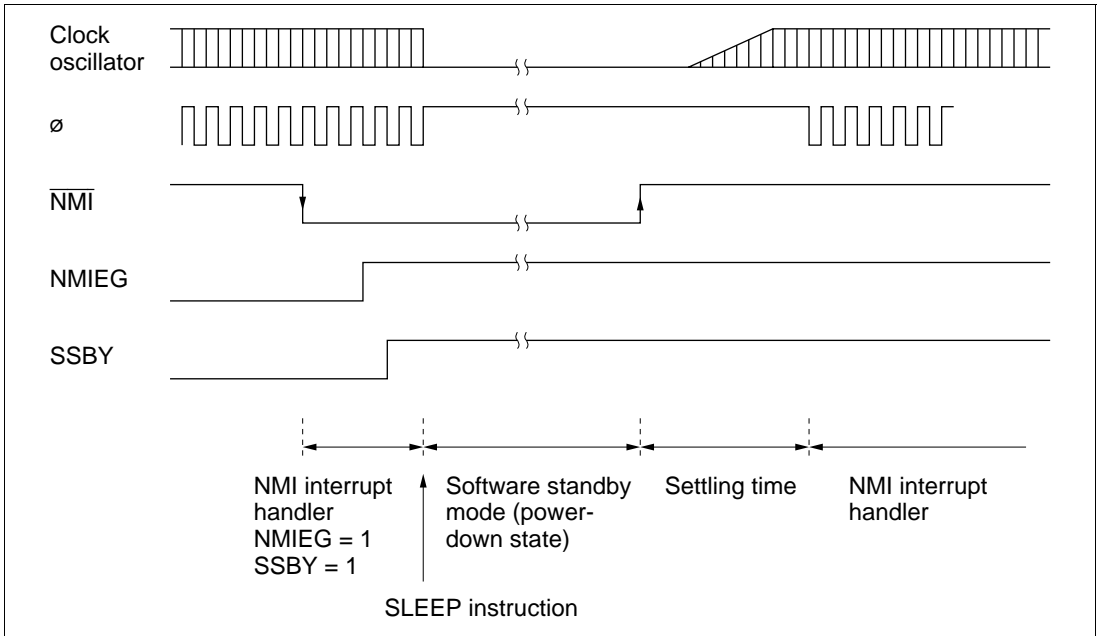 Clock
oscillator
ø
NMI
NMIEG
SSBY
NMI interrupt
handler
NMIEG = 1
SSBY = 1
Software standby
mode (power-
down state)
Settling time
NMI interrupt
handler
SLEEP instruction